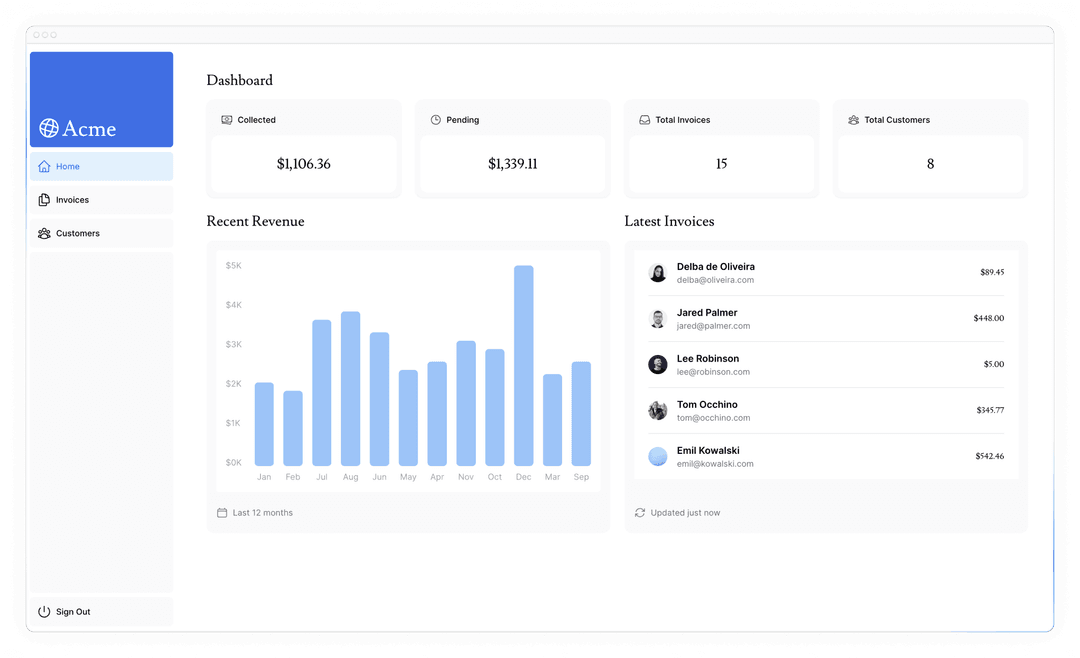 Acme
Home
Invoices
Customers
Sign Out
Dashboard
Collected
$1,106.36
Pending
$1,339.11
Total Invoices
15
Total Customers
8
Recent Revenue
$5K
$4K
$3K
$2K
$1K
$0K
Jan Feb Jul Aug Jun May Apr Nov Oct Dec Mar Sep
Last 12 months
Latest Invoices
Delba de Oliveira
delba@oliveira.com
$89.45
Jared Palmer
jared@palmer.com
$448.00
Lee Robinson
lee@robinson.com
$5.00
Tom Occhino
tom@occhino.com
$345.77
Emil Kowalski
emil@kowalski.com
$542.46
Updated just now